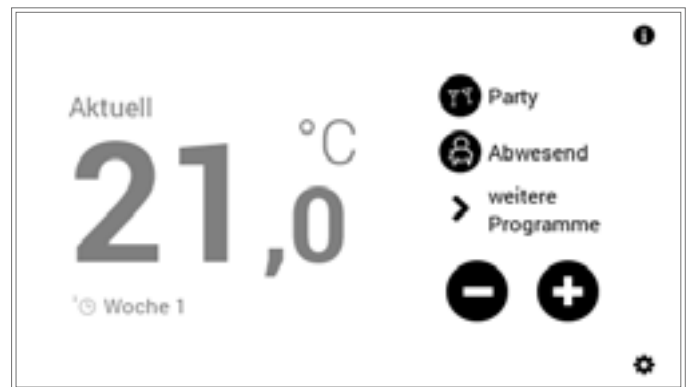 Aktuell
21,0 °C
Woche 1
Party
Abwesend
weitere
Programme